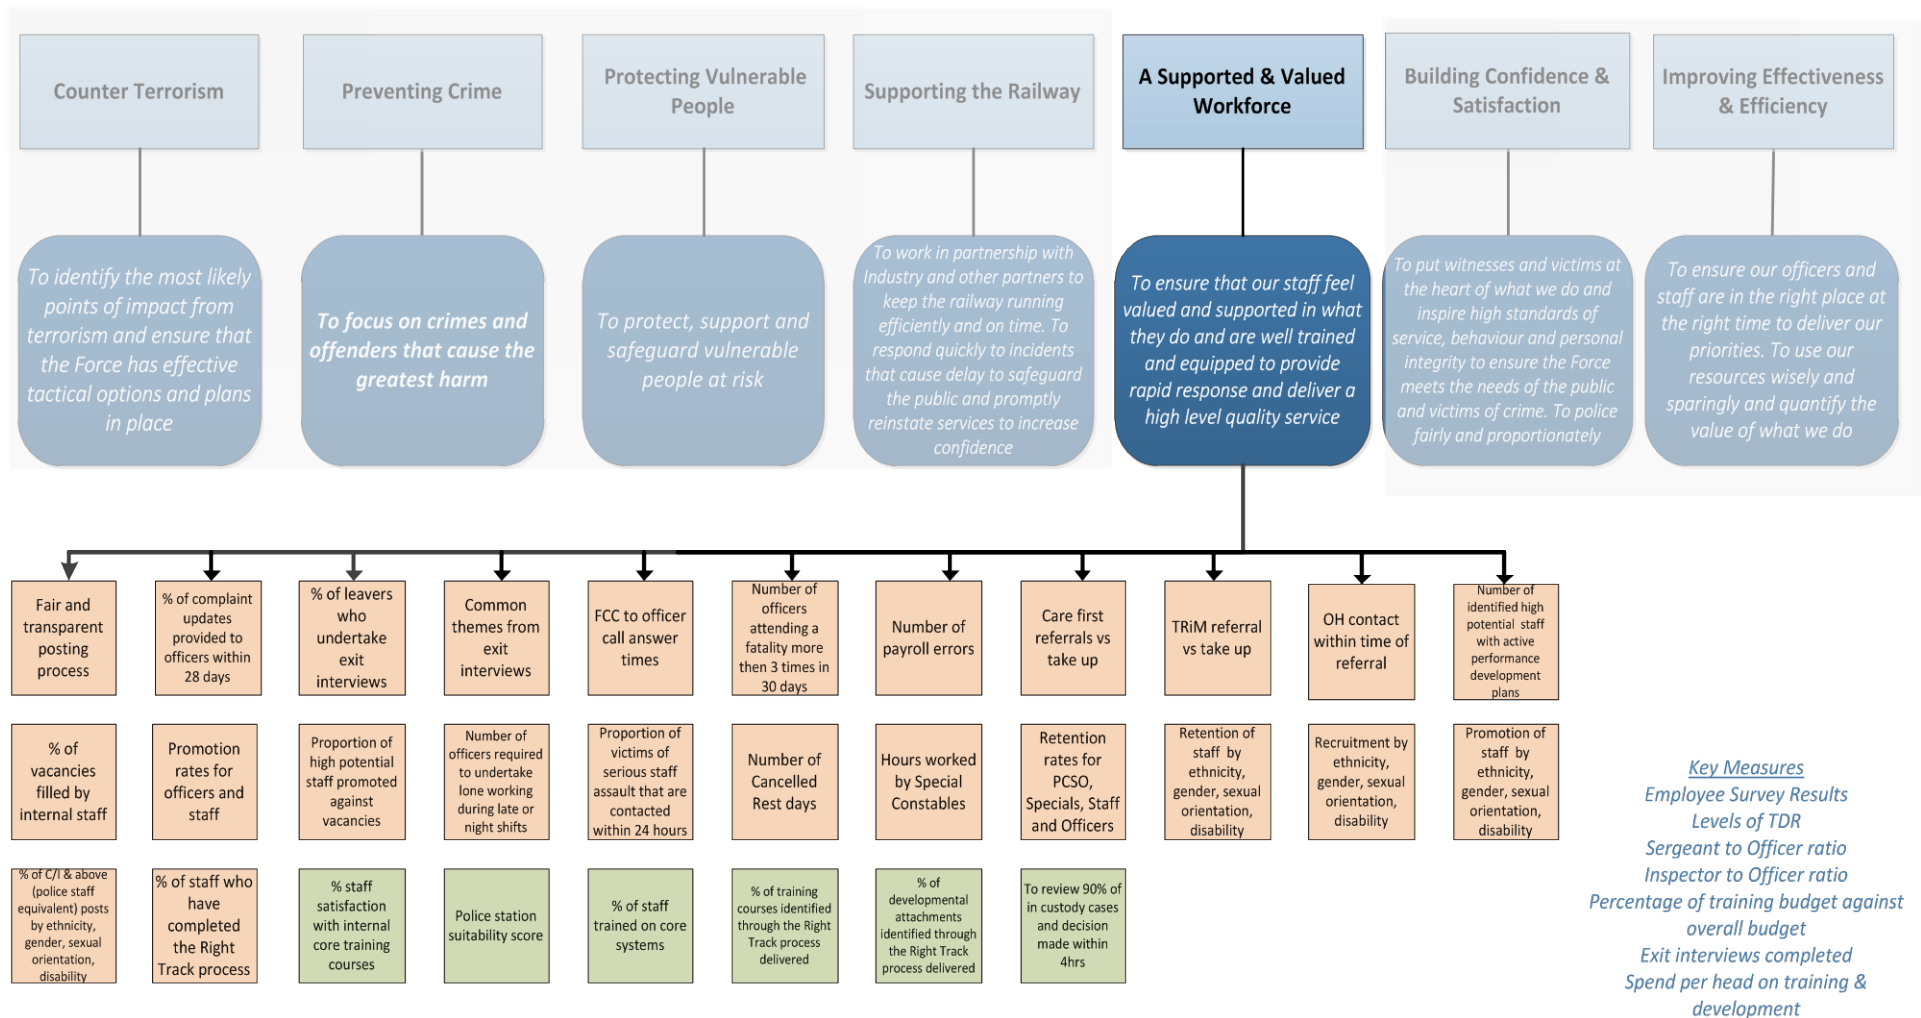 Counter Terrorism
Preventing Crime
Protecting Vulnerable
People
Supporting the Railway
A Supported & Valued
Workforce
Building Confidence &
Satisfaction
Improving Effectiveness
& Efficiency
To identify the most likely
points of impact from
terrorism and ensure that
the Force has effective
tactical options and plans
in place
To focus on crimes and
offenders that cause the
greatest harm
To protect, support and
safeguard vulnerable
people at risk
To work in partnership with
Industry and other partners to
keep the railway running
efficiently and on time. To
respond quickly to incidents
that cause delay to safeguard
the public and promptly
reinstate services to increase
confidence
To ensure that our staff feel
valued and supported in what
they do and are well trained
and equipped to provide
rapid response and deliver a
high level quality service
To put witnesses and victims at
the heart of what we do and
inspire high standards of
service, behaviour and personal
integrity to ensure the Force
meets the needs of the public
and victims of crime. To police
fairly and proportionately
To ensure our officers and
staff are in the right place at
the right time to deliver our
priorities. To use our
resources wisely and
sparingly and quantify the
value of what we do
Fair and
transparent
posting
process
% of complaint
updates
provided to
officers within
28 days
% of leavers
who
undertake
exit
interviews
Common
themes from
exit
interviews
FCC to officer
call answer
times
Number of
officers
attending a
fatality more
then 3 times in
30 days
Number of
payroll errors
Care first
referrals vs
take up
TRiM referral
vs take up
OH contact
within time of
referral
Number of
identified high
potential staff
with active
performance
development
plans
% of
vacancies
filled by
internal staff
Promotion
rates for
officers and
staff
Proportion of
high potential
staff promoted
against
vacancies
Number of
officers required
to undertake
lone working
during late or
night shifts
Proportion of
victims of
serious staff
assault that are
contacted
within 24 hours
Number of
Cancelled
Rest days
Hours worked
by Special
Constables
Retention
rates for
PCSO,
Specials, Staff
and Officers
Retention of
staff by
ethnicity,
gender, sexual
orientation,
disability
Recruitment by
ethnicity,
gender, sexual
orientation,
disability
Promotion of
staff by
ethnicity,
gender, sexual
orientation,
disability
% of C/I & above
(police staff
equivalent) posts
by ethnicity,
gender, sexual
orientation,
disability
% of staff who
have
completed
the Right
Track process
% staff
satisfaction
with internal
core training
courses
Police station
suitability score
% of staff
trained on core
systems
% of training
courses identified
through the Right
Track process
delivered
% of
developmental
attachments
identified through
the Right Track
process delivered
To review 90% of
in custody cases
and decision
made within
4hrs
Key Measures
Employee Survey Results
Levels of TDR
Sergeant to Officer ratio
Inspector to Officer ratio
Percentage of training budget against
overall budget
Exit interviews completed
Spend per head on training &
development